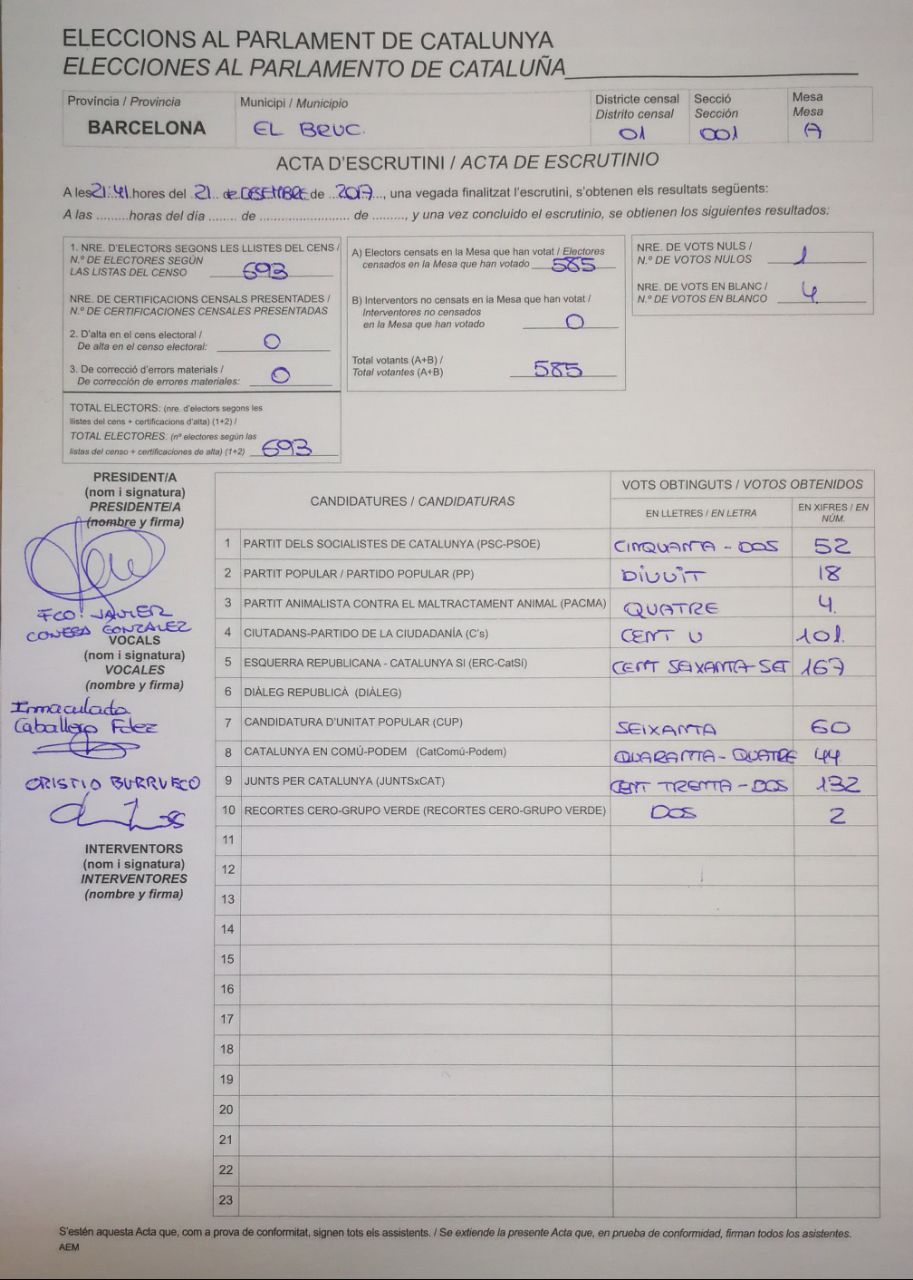 ELECCIONS AL PARLAMENT DE CATALUNYA
ELECCIONES AL PARLAMENTO DE CATALUÑA
Província / Provincia
BARCELONA
Municipi / Municipio
EL BRUC.
Districte censal
Distrito censal
01
Secció
Sección
001
Mesa
Mesa
A
ACTA D'ESCRUTINI / ACTA DE ESCRUTINIO
A les 21:41 hores del 21 de DESEMBRE de 2017, una vegada finalitzat l'escrutini, s'obtenen els resultats següents:
A las .........horas del día ........ de ........................ de ........., y una vez concluido el escrutinio, se obtienen los siguientes resultados:
1. NRE. D'ELECTORS SEGONS LES LLISTES DEL CENS /
N.º DE ELECTORES SEGÚN
LAS LISTAS DEL CENSO 693
NRE. DE CERTIFICACIONS CENSALS PRESENTADES /
N.º DE CERTIFICACIONES CENSALES PRESENTADAS
2. D'alta en el cens electoral /
De alta en el censo electoral: 0
3. De correcció d'errors materials /
De corrección de errores materiales: 0
TOTAL ELECTORS: (nre. d'electors segons les
llistes del cens + certificacions d'alta) (1+2) /
TOTAL ELECTORES: (nº electores según las
listas del censo + certificaciones de alta) (1+2) 693
A) Electors censats en la Mesa que han votat / Electores
censados en la Mesa que han votado 585
B) Interventors no censats en la Mesa que han votat /
Interventores no censados
en la Mesa que han votado 0
Total votants (A+B) /
Total votantes (A+B) 585
NRE. DE VOTS NULS /
N.º DE VOTOS NULOS 1
NRE. DE VOTS EN BLANC /
N.º DE VOTOS EN BLANCO 4
PRESIDENT/A
(nom i signatura)
PRESIDENTE/A
(nombre y firma)
FCO. JAVIER
CONESA GONZALEZ
VOCALS
(nom i signatura)
VOCALES
(nombre y firma)
Inmaculada
Caballero Fdez
CRISTIO BURRUECO
INTERVENTORS
(nom i signatura)
INTERVENTORES
(nombre y firma)
CANDIDATURES / CANDIDATURAS
VOTS OBTINGUTS / VOTOS OBTENIDOS
EN LLETRES / EN LETRA
EN XIFRES / EN NÚM.
1 PARTIT DELS SOCIALISTES DE CATALUNYA (PSC-PSOE) CINQUANTA - DOS 52
2 PARTIT POPULAR / PARTIDO POPULAR (PP) DIVUIT 18
3 PARTIT ANIMALISTA CONTRA EL MALTRACTAMENT ANIMAL (PACMA) QUATRE 4.
4 CIUTADANS-PARTIDO DE LA CIUDADANÍA (C's) CENT U 101.
5 ESQUERRA REPUBLICANA - CATALUNYA SI (ERC-CatSí) CENT SEIXANTA-SET 167
6 DIÀLEG REPUBLICÀ (DIÀLEG)
7 CANDIDATURA D'UNITAT POPULAR (CUP) SEIXANTA 60
8 CATALUNYA EN COMÚ-PODEM (CatComú-Podem) QUARANTA - QUATRE 44
9 JUNTS PER CATALUNYA (JUNTSxCAT) CENT TRENTA - DOS 132
10 RECORTES CERO-GRUPO VERDE (RECORTES CERO-GRUPO VERDE) DOS 2
11
12
13
14
15
16
17
18
19
20
21
22
23
S'estén aquesta Acta que, com a prova de conformitat, signen tots els assistents. / Se extiende la presente Acta que, en prueba de conformidad, firman todos los asistentes.
AEM